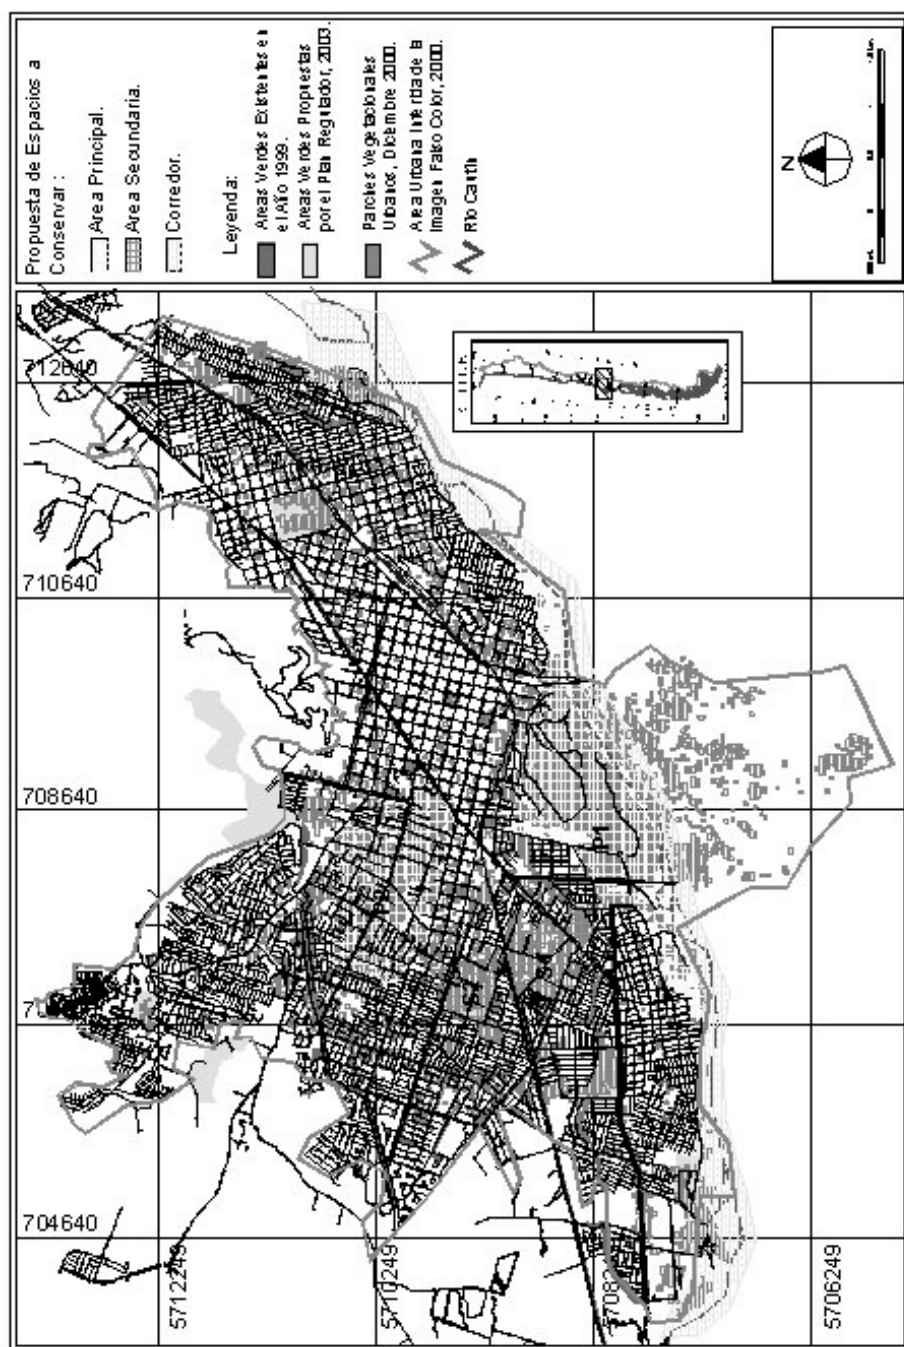 Propuesta de Espacios a
Conservar :
Area Principal.
Area Secundaria.
Corredor.
Leyenda:
Areas Verdes Existentes en
el Año 1999.
Areas Verdes Propuestas
por el Plan Regulador, 2003.
Parches Vegetacionales
Urbanos, Diciembre 2000.
Area Urbana Inferida de la
Imagen Falso Color, 2000.
Río Cautín
N
712640
710640
708640
704640
5712249
5710249
5706249